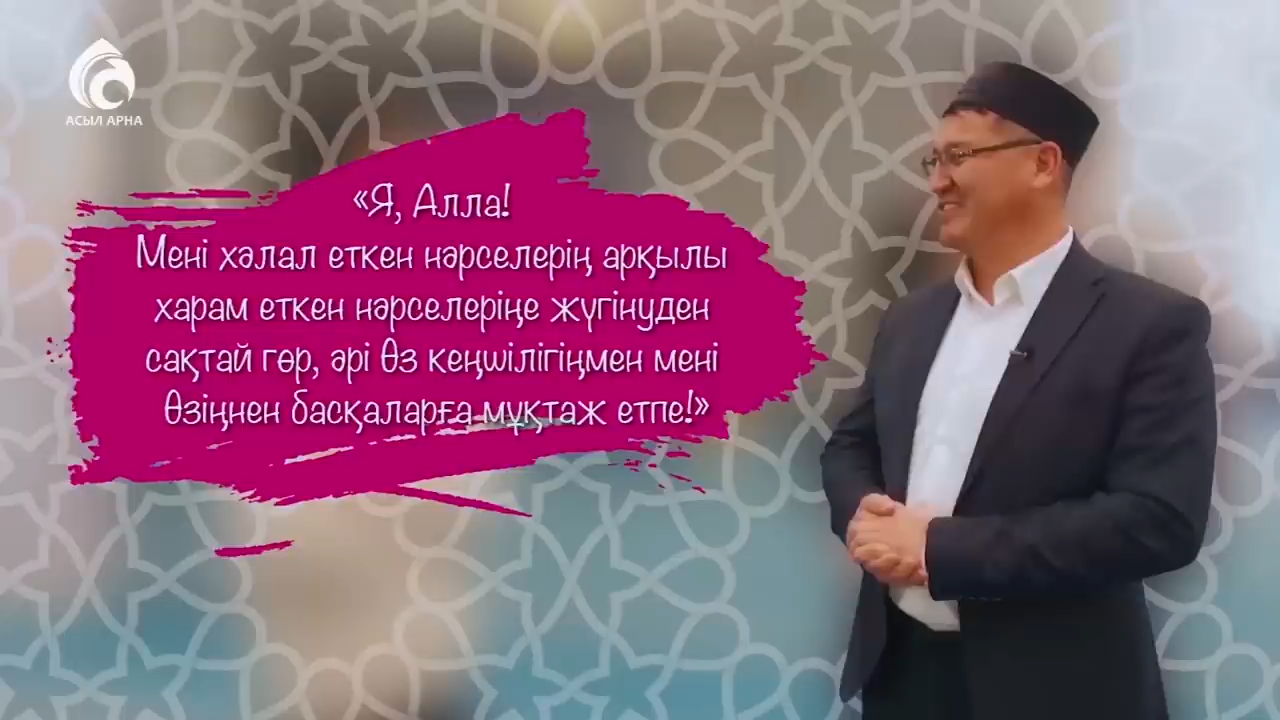 АСЫЛ АРНА
«Я, Алла!
Мені хәлал еткен нәрселерің арқылы
харам еткен нәрселеріңе жүгінуден
сақтай гөр, әрі Өз кеңшілігіңмен мені
Өзіңнен басқаларға мұқтаж етпе!»